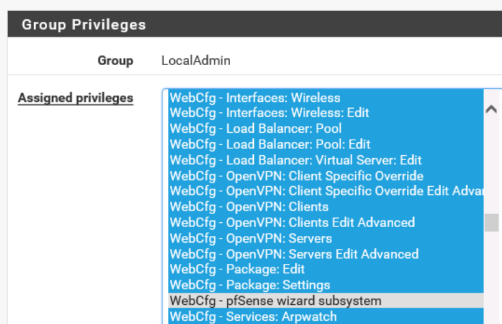 Group Privileges
Group LocalAdmin
Assigned privileges
WebCfg - Interfaces: Wireless
WebCfg - Interfaces: Wireless: Edit
WebCfg - Load Balancer: Pool
WebCfg - Load Balancer: Pool: Edit
WebCfg - Load Balancer: Virtual Server: Edit
WebCfg - OpenVPN: Client Specific Override
WebCfg - OpenVPN: Client Specific Override Edit Advan
WebCfg - OpenVPN: Clients
WebCfg - OpenVPN: Clients Edit Advanced
WebCfg - OpenVPN: Servers
WebCfg - OpenVPN: Servers Edit Advanced
WebCfg - Package: Edit
WebCfg - Package: Settings
WebCfg - pfSense wizard subsystem
WebCfg - Services: Arpwatch